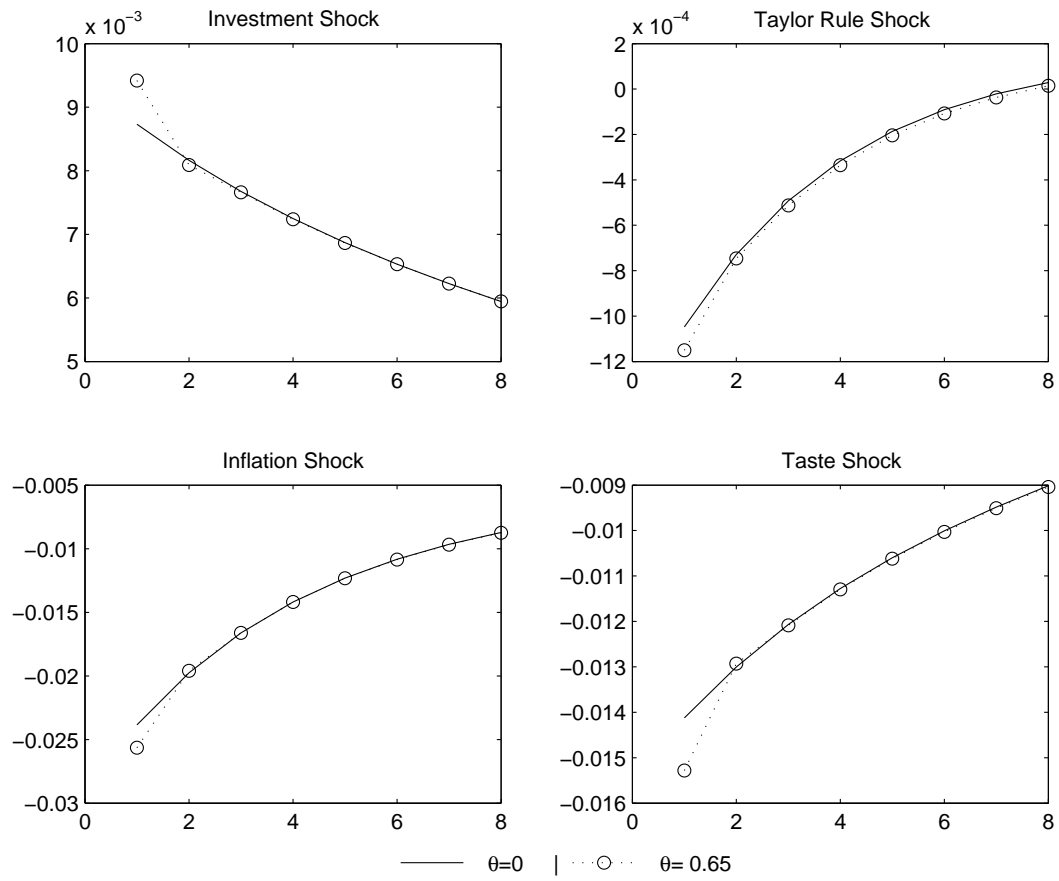 Investment Shock
x 10⁻³
10
9
8
7
6
5
0 2 4 6 8
Taylor Rule Shock
x 10⁻⁴
2
0
−2
−4
−6
−8
−10
−12
0 2 4 6 8
Inflation Shock
−0.005
−0.01
−0.015
−0.02
−0.025
−0.03
0 2 4 6 8
Taste Shock
−0.009
−0.01
−0.011
−0.012
−0.013
−0.014
−0.015
−0.016
0 2 4 6 8
θ=0 | θ= 0.65